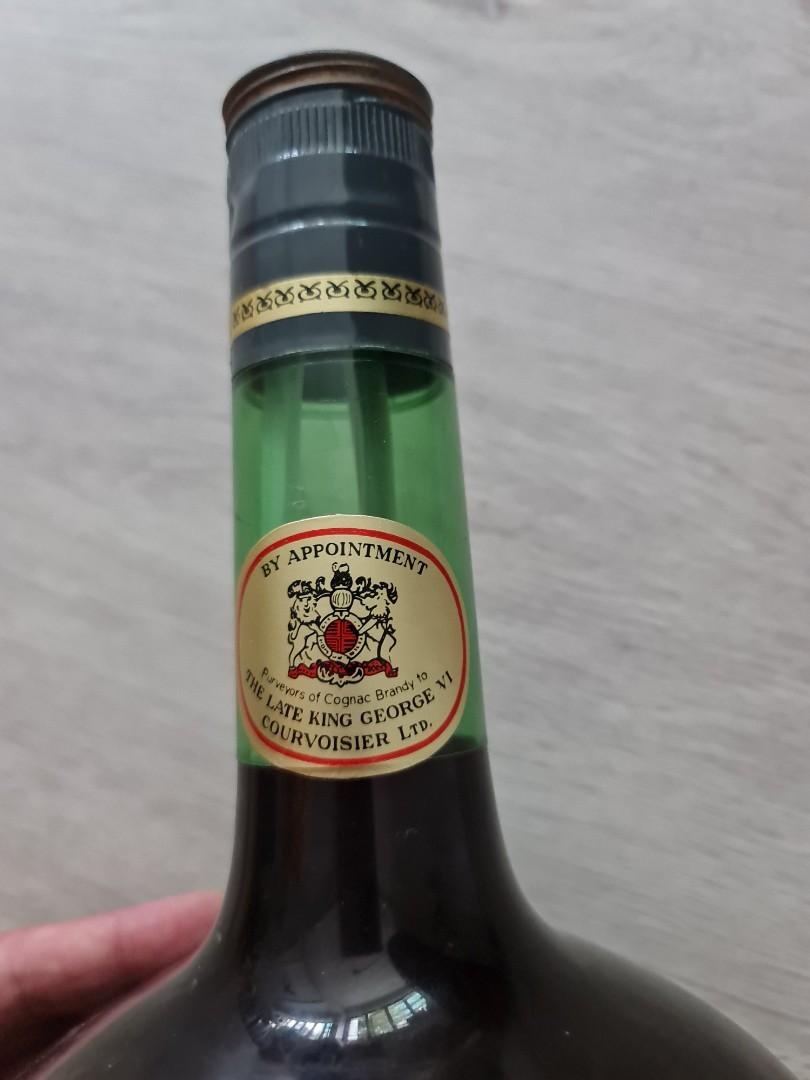 BY APPOINTMENT
Purveyors of Cognac Brandy to
THE LATE KING GEORGE VI
COURVOISIER LTD.